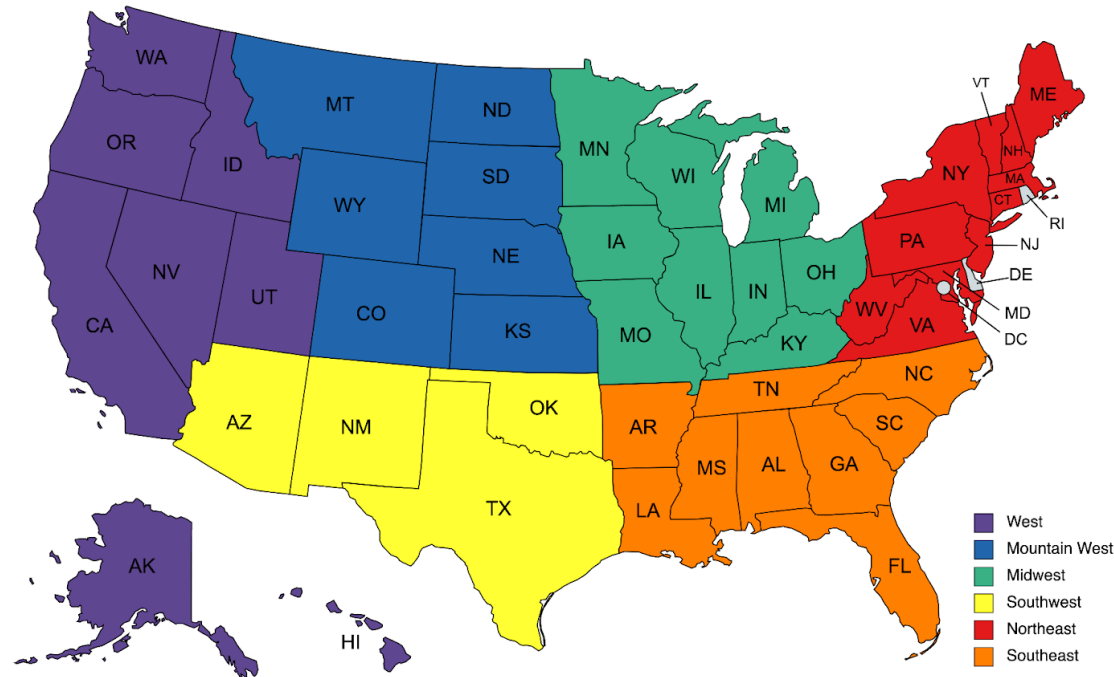 WA
MT
ND
MN
VT
ME
OR
ID
SD
WI
MI
NY
NH
MA
CT
RI
WY
IA
PA
NJ
NE
OH
DE
NV
UT
IL
IN
MD
CA
CO
KS
MO
WV
VA
DC
KY
NC
TN
AZ
NM
OK
AR
SC
MS
AL
GA
TX
LA
FL
AK
HI
West
Mountain West
Midwest
Southwest
Northeast
Southeast